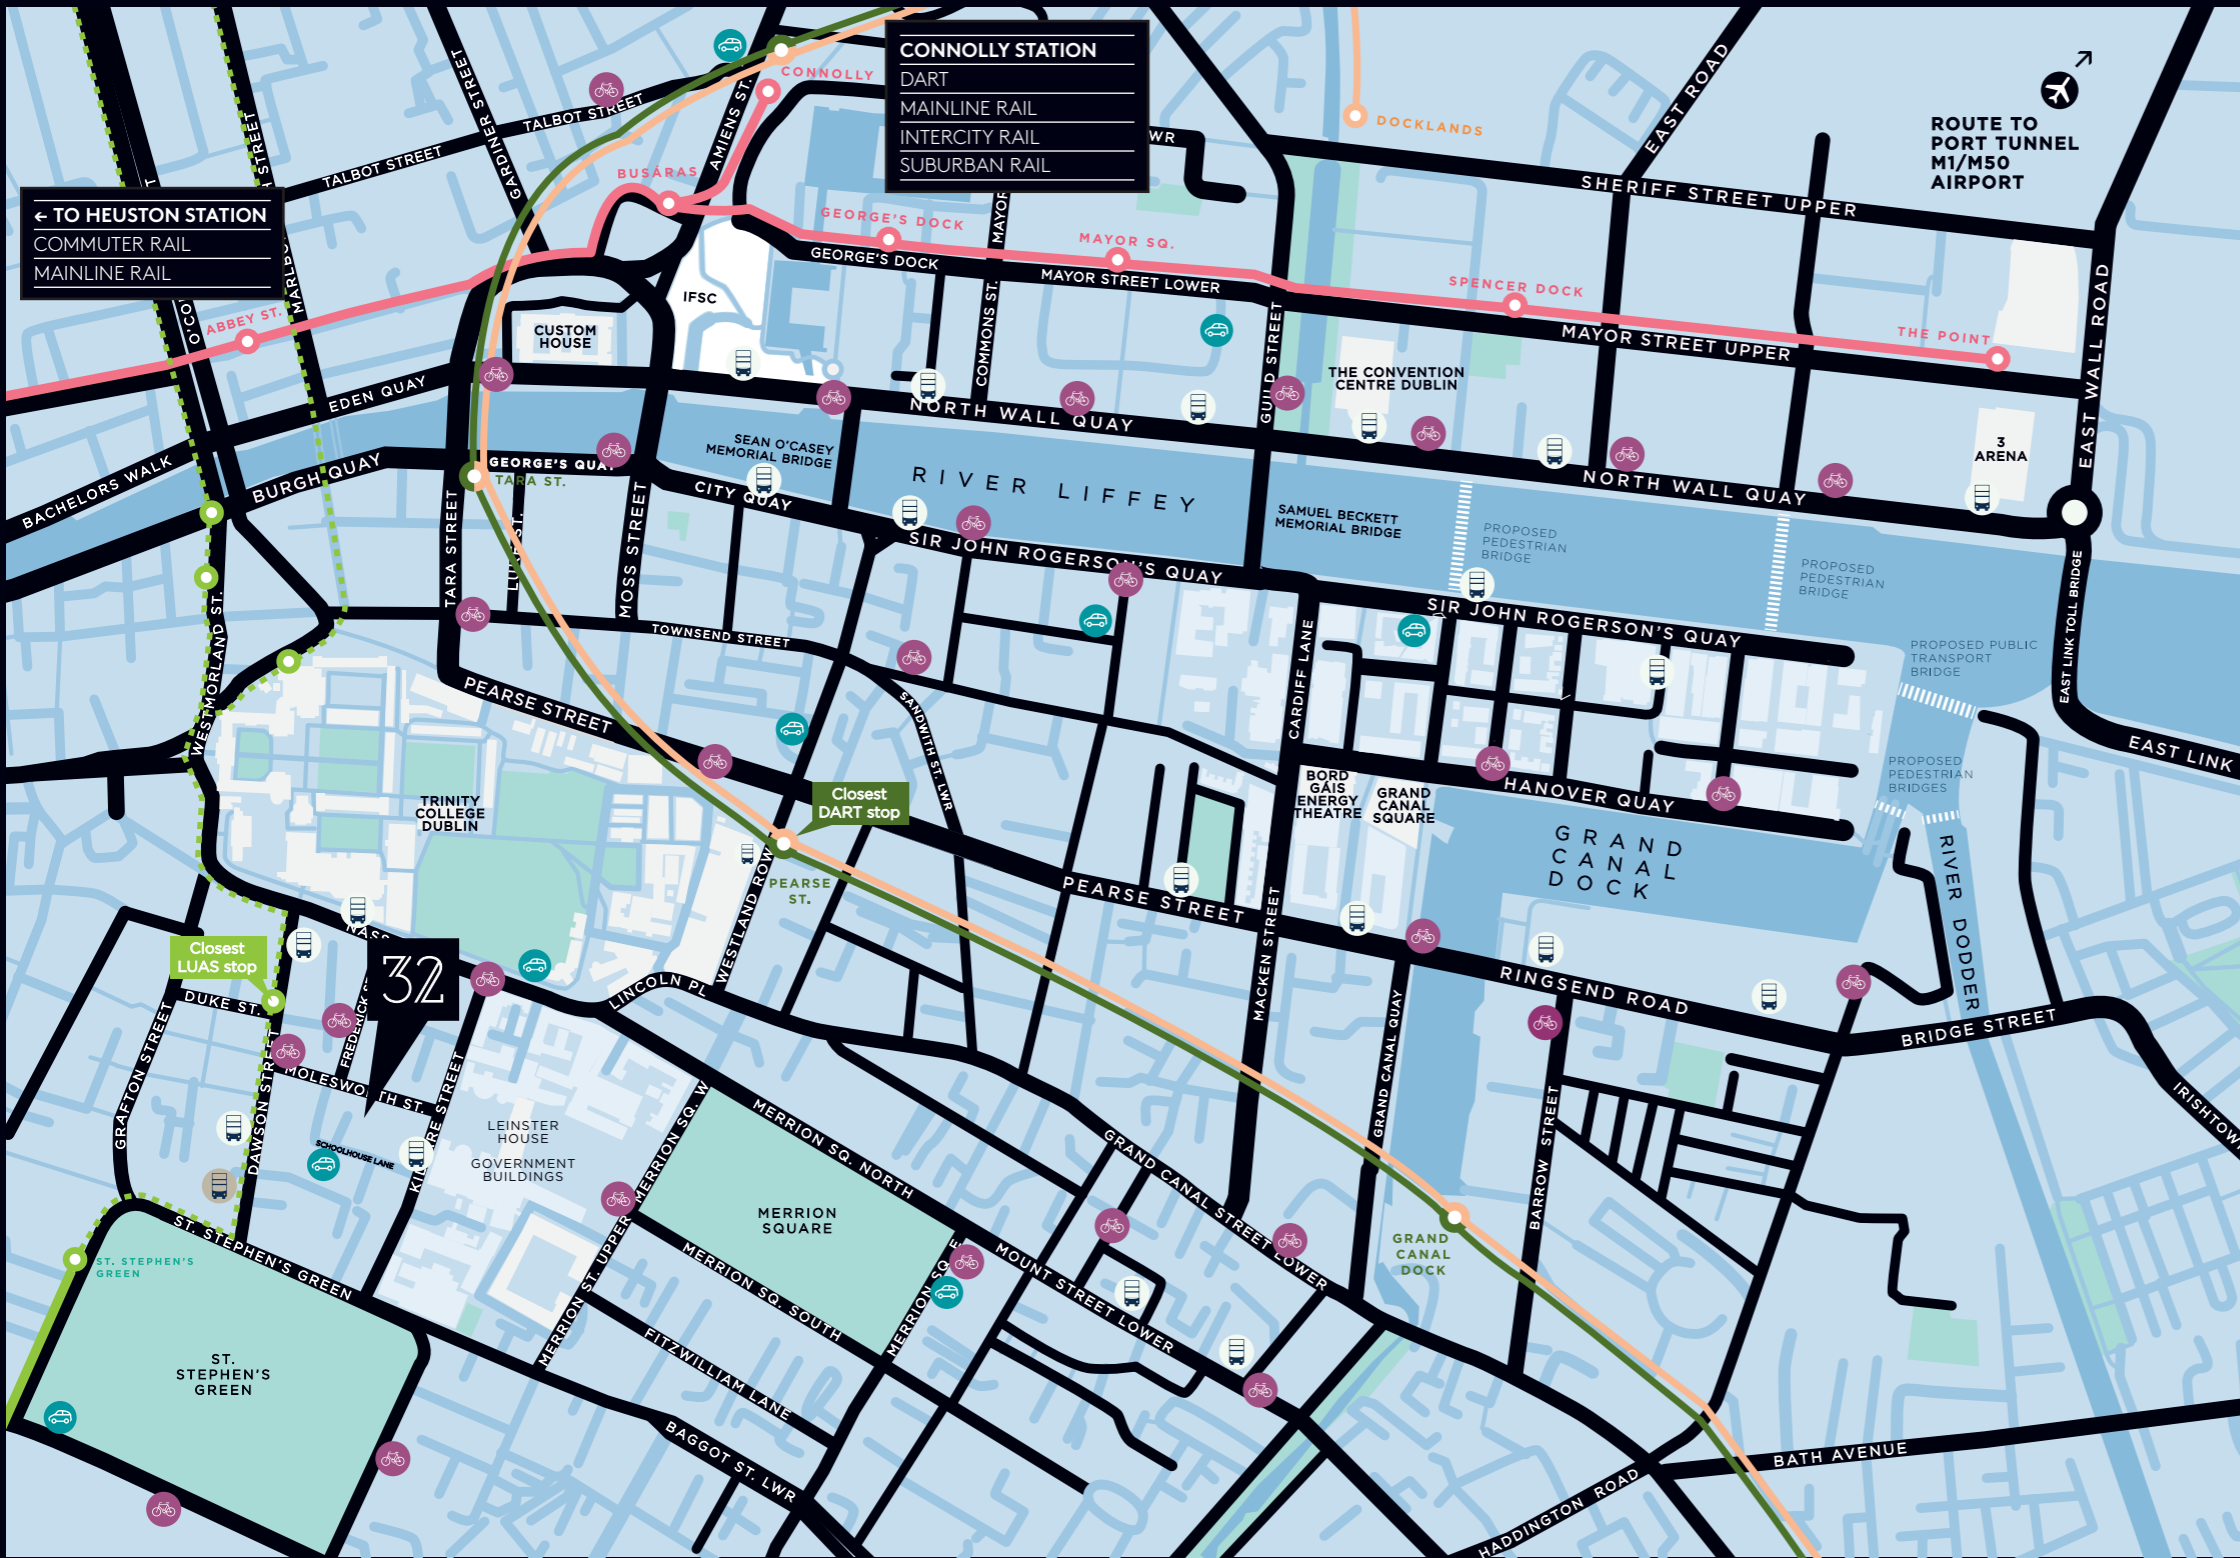 CONNOLLY STATION
DART
MAINLINE RAIL
INTERCITY RAIL
SUBURBAN RAIL
← TO HEUSTON STATION
COMMUTER RAIL
MAINLINE RAIL
ROUTE TO
PORT TUNNEL
M1/M50
AIRPORT
CONNOLLY
DOCKLANDS
EAST ROAD
GARDINER STREET
TALBOT STREET
TALBOT STREET
AMIENS ST.
BUSÁRAS
SHERIFF STREET UPPER
GEORGE'S DOCK
MAYOR SQ.
GEORGE'S DOCK
MAYOR STREET LOWER
SPENCER DOCK
MAYOR STREET UPPER
THE POINT
EAST WALL ROAD
ABBEY ST.
IFSC
CUSTOM
HOUSE
COMMONS ST.
GUILD STREET
THE CONVENTION
CENTRE DUBLIN
3
ARENA
EDEN QUAY
NORTH WALL QUAY
NORTH WALL QUAY
BACHELORS WALK
BURGH QUAY
GEORGE'S QUAY
TARA ST.
SEAN O'CASEY
MEMORIAL BRIDGE
CITY QUAY
RIVER LIFFEY
SAMUEL BECKETT
MEMORIAL BRIDGE
PROPOSED
PEDESTRIAN
BRIDGE
PROPOSED
PEDESTRIAN
BRIDGE
EAST LINK TOLL BRIDGE
TARA STREET
MOSS STREET
SIR JOHN ROGERSON'S QUAY
SIR JOHN ROGERSON'S QUAY
PROPOSED PUBLIC
TRANSPORT
BRIDGE
WESTMORLAND ST.
TOWNSEND STREET
CARDIFF LANE
PEARSE STREET
SANDWITH ST. LWR
EAST LINK
PROPOSED
PEDESTRIAN
BRIDGES
TRINITY
COLLEGE
DUBLIN
Closest
DART stop
BORD
GÁIS
ENERGY
THEATRE
GRAND
CANAL
SQUARE
HANOVER QUAY
GRAND
CANAL
DOCK
RIVER DODDER
PEARSE
ST.
WESTLAND ROW
PEARSE STREET
MACKEN STREET
RINGSEND ROAD
BRIDGE STREET
Closest
LUAS stop
32
LINCOLN PL
DUKE ST.
GRAFTON STREET
DAWSON STREET
MOLESWORTH ST.
SCHOOLHOUSE LANE
KILDARE STREET
LEINSTER
HOUSE
GOVERNMENT
BUILDINGS
MERRION SQ. W
MERRION SQ. NORTH
GRAND CANAL QUAY
BARROW STREET
MERRION
SQUARE
GRAND CANAL STREET LOWER
GRAND
CANAL
DOCK
ST. STEPHEN'S
GREEN
ST. STEPHEN'S GREEN
MERRION ST. UPPER
MERRION SQ. SOUTH
MOUNT STREET LOWER
ST.
STEPHEN'S
GREEN
FITZWILLIAM LANE
BAGGOT ST. LWR
HADDINGTON ROAD
BATH AVENUE